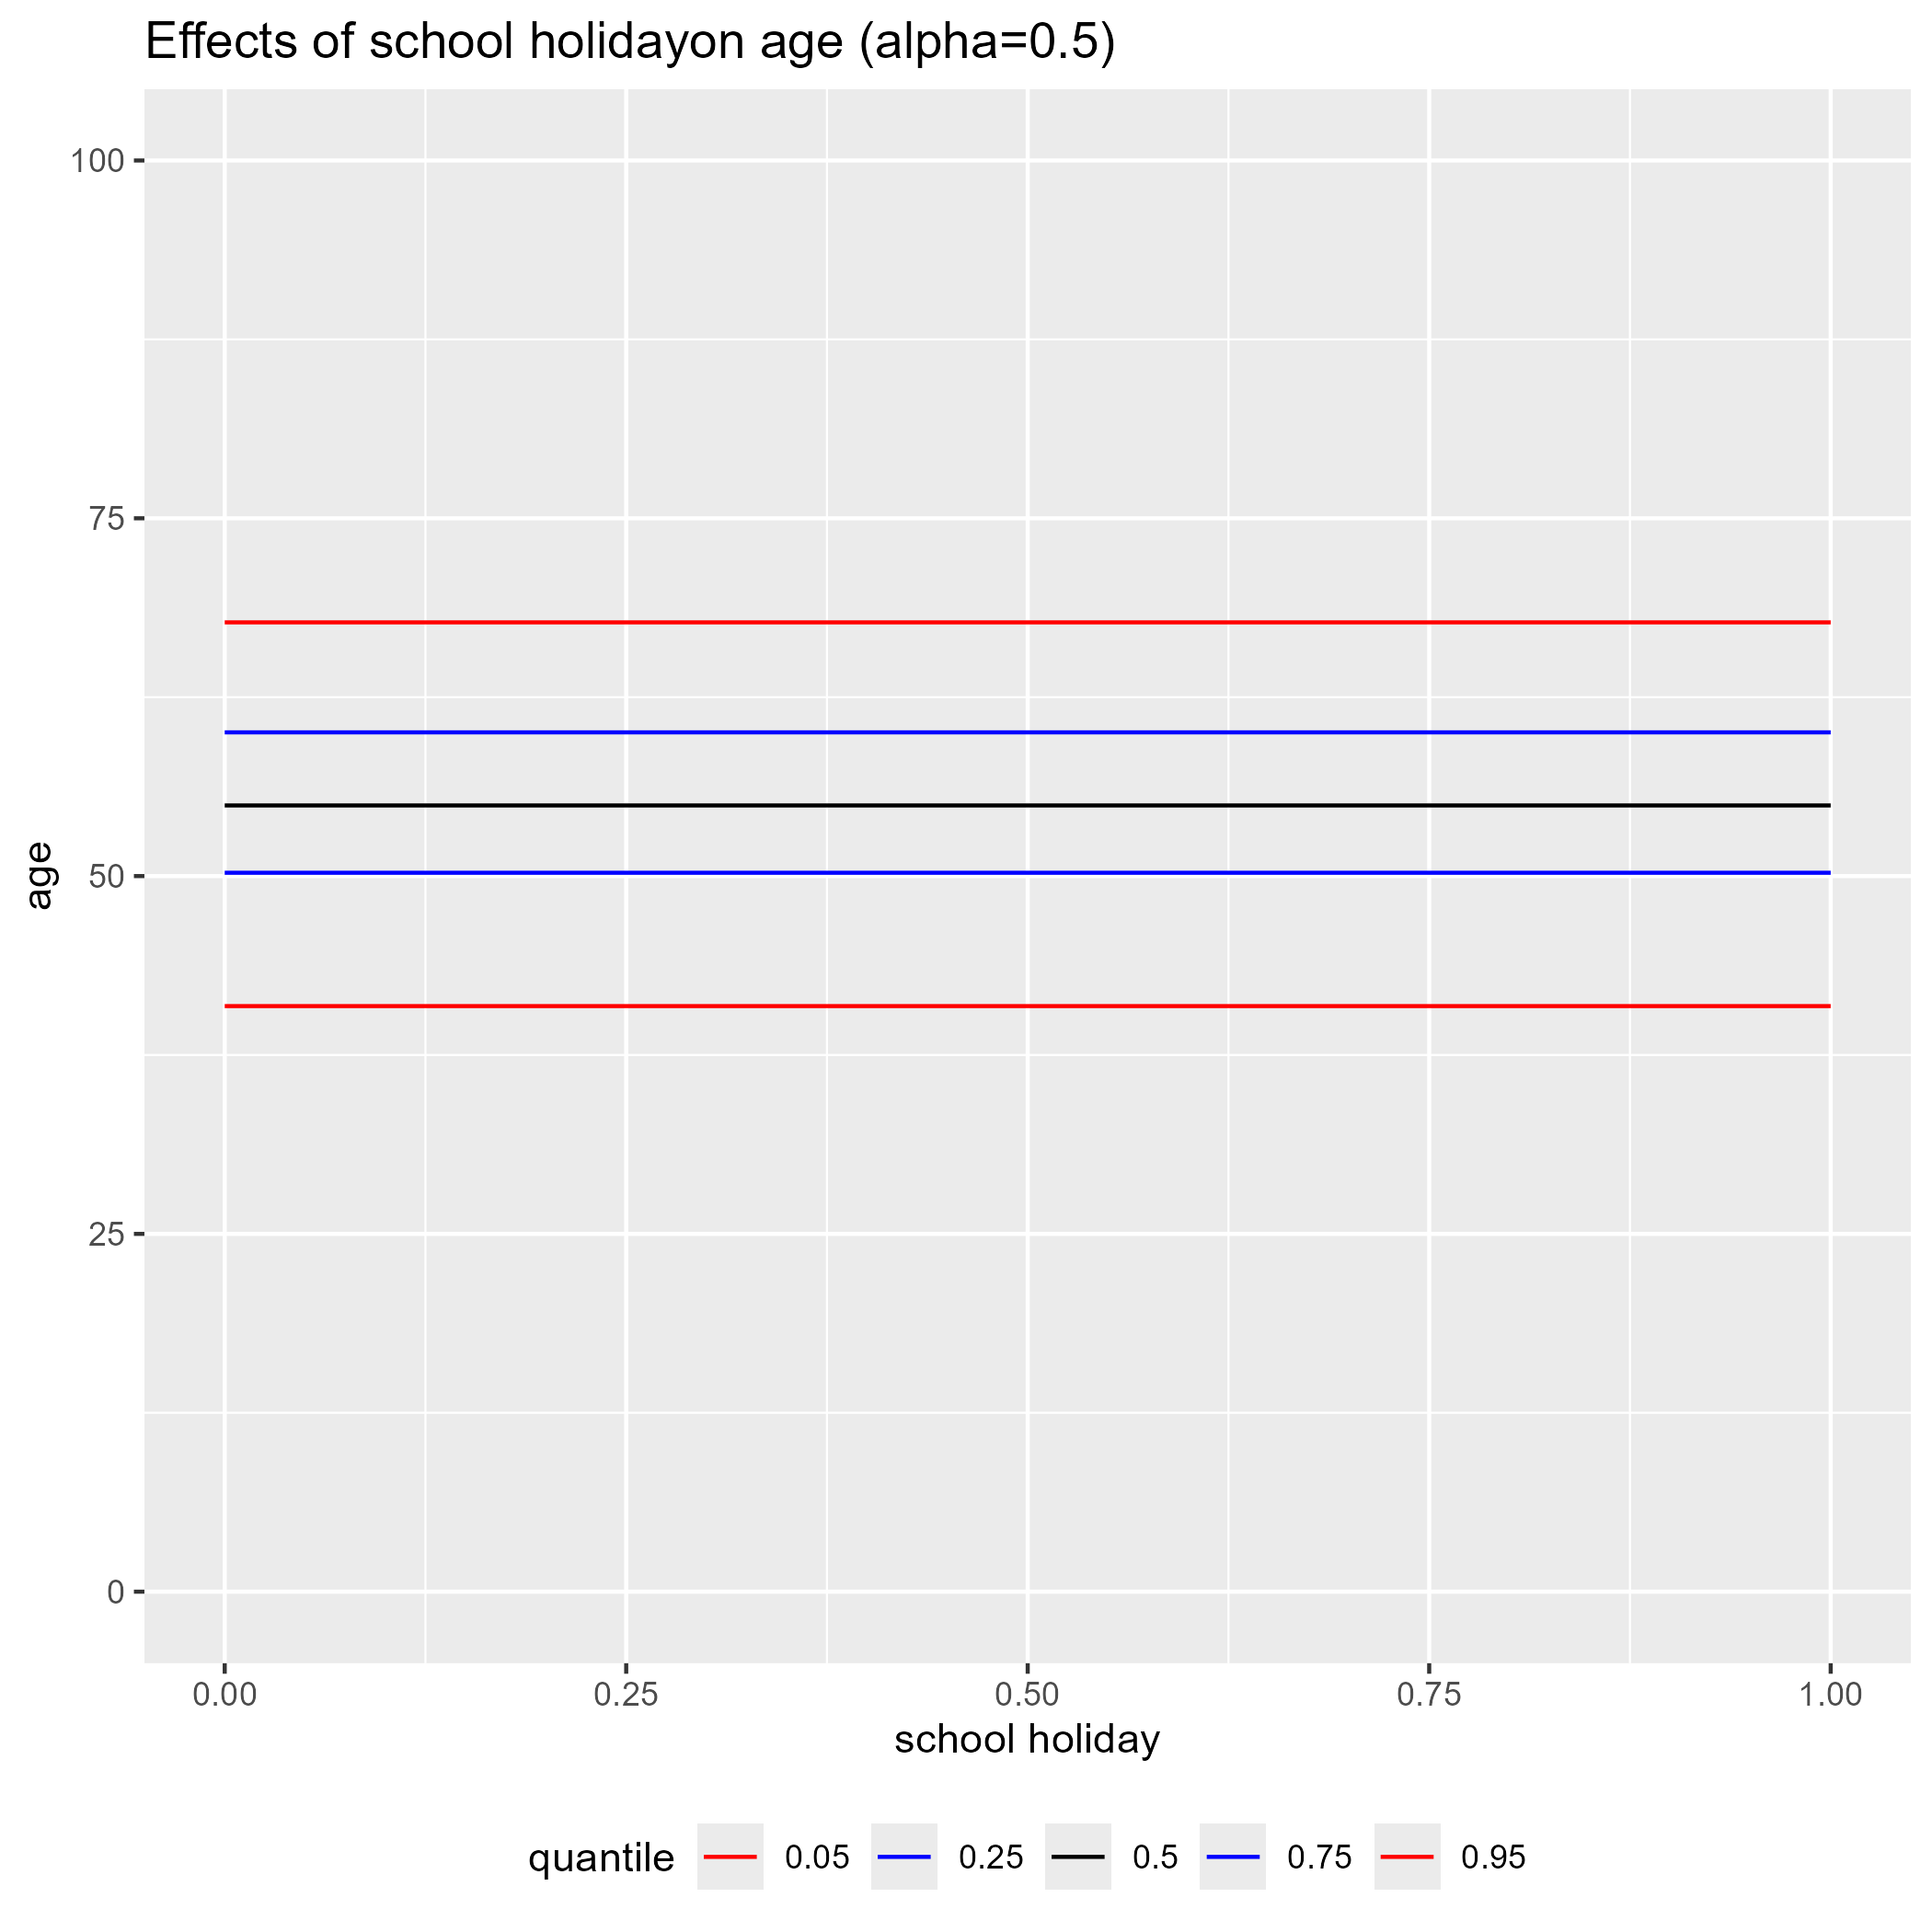 Effects of school holidayon age (alpha=0.5)
100
75
50
25
0
age
0.00 0.25 0.50 0.75 1.00
school holiday
quantile 0.05 0.25 0.5 0.75 0.95